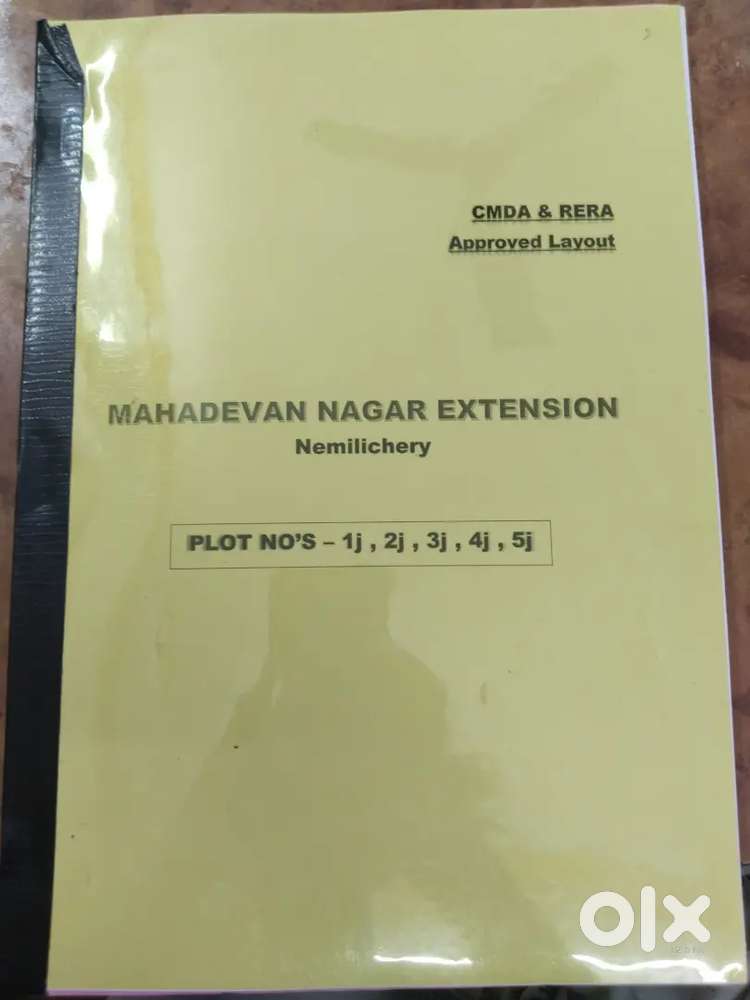 CMDA & RERA
Approved Layout
MAHADEVAN NAGAR EXTENSION
Nemilichery
PLOT NO'S – 1j , 2j , 3j , 4j , 5j
olx